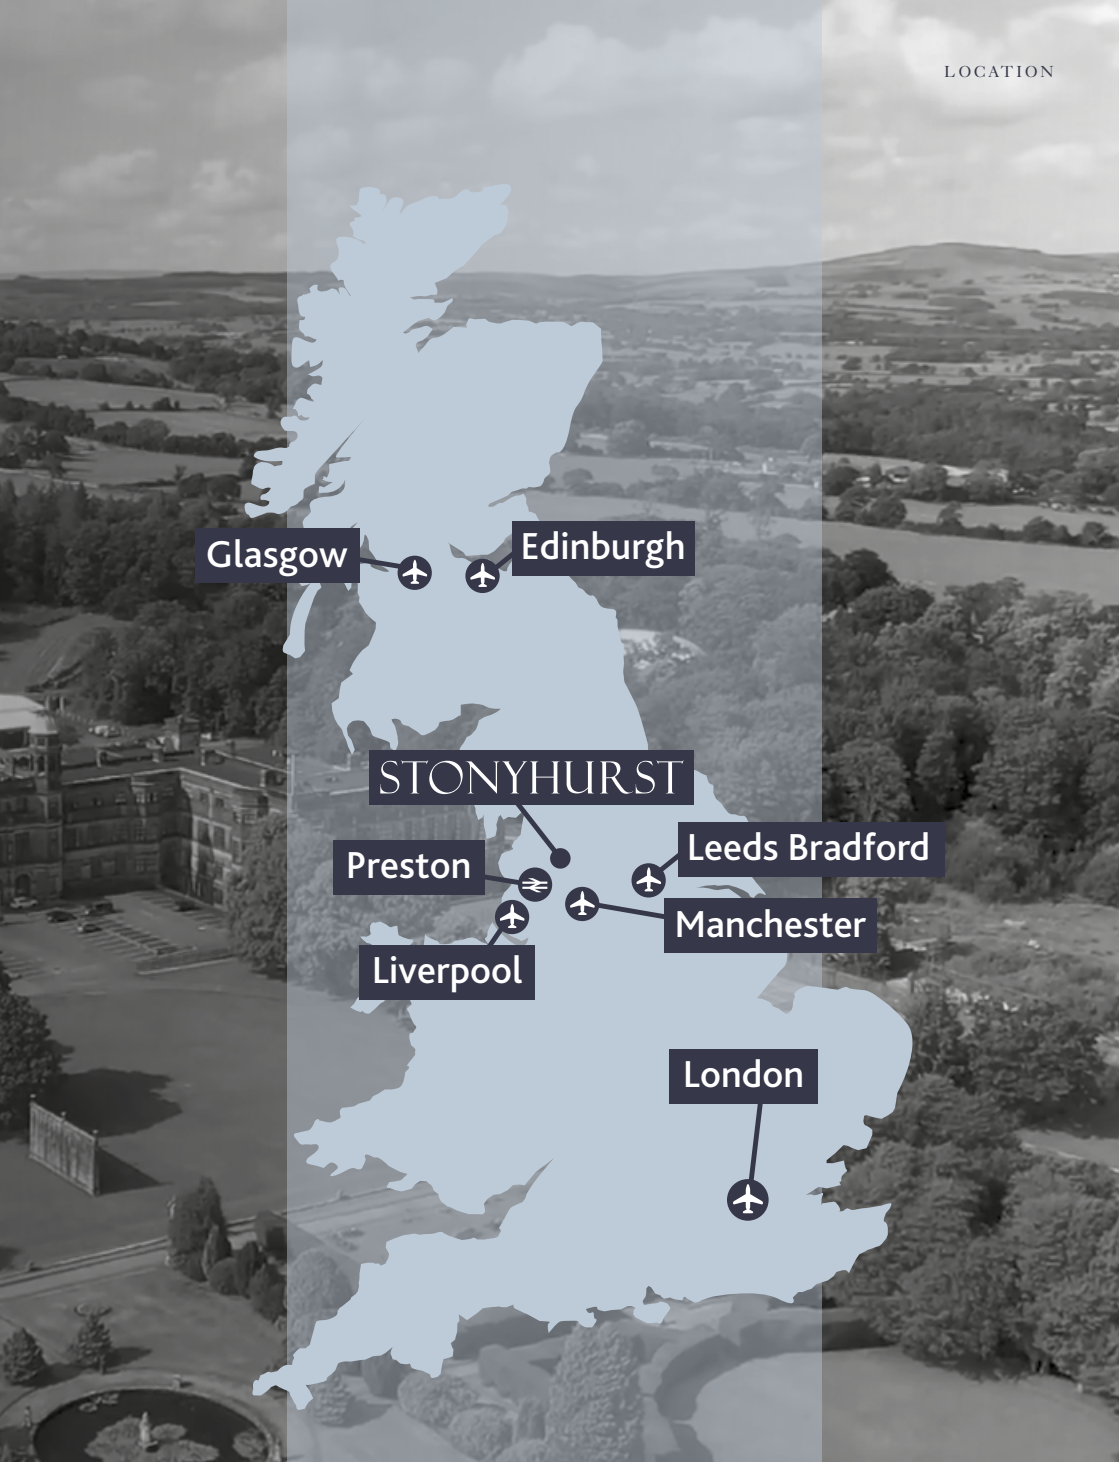 LOCATION
Glasgow
Edinburgh
STONYHURST
Preston
Leeds Bradford
Manchester
Liverpool
London